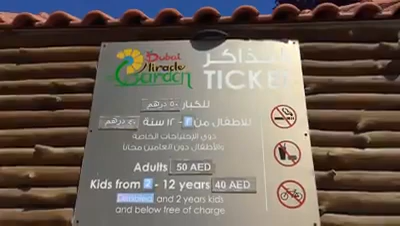 Dubai
Miracle
Garden
التذاكر
TICKET
للكبار ٥٠ درهم
للاطفال من ٢ - ١٢ سنة ٤٠ درهم
ذوي الإحتياجات الخاصة
والأطفال دون العامين مجاناً
Adults 50 AED
Kids from 2 - 12 years 40 AED
Disabled and 2 years kids
and below free of charge